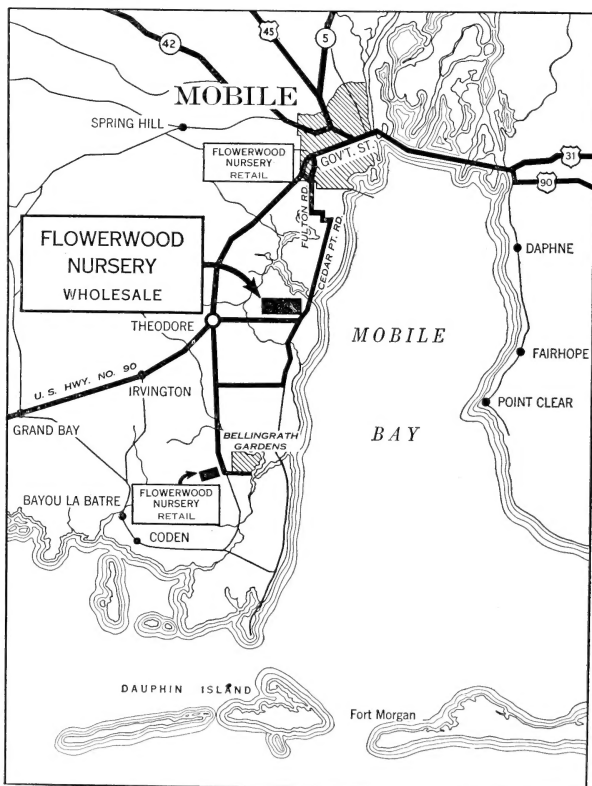 42
45
5
MOBILE
SPRING HILL
FLOWERWOOD
NURSERY
RETAIL
GOV'T. ST.
31
90
FULTON RD.
CEDAR PT. RD.
FLOWERWOOD
NURSERY
WHOLESALE
DAPHNE
THEODORE
MOBILE
BAY
FAIRHOPE
U. S. HWY. NO. 90
IRVINGTON
POINT CLEAR
GRAND BAY
BELLINGRATH
GARDENS
FLOWERWOOD
NURSERY
RETAIL
BAYOU LA BATRE
CODEN
DAUPHIN ISLAND
Fort Morgan